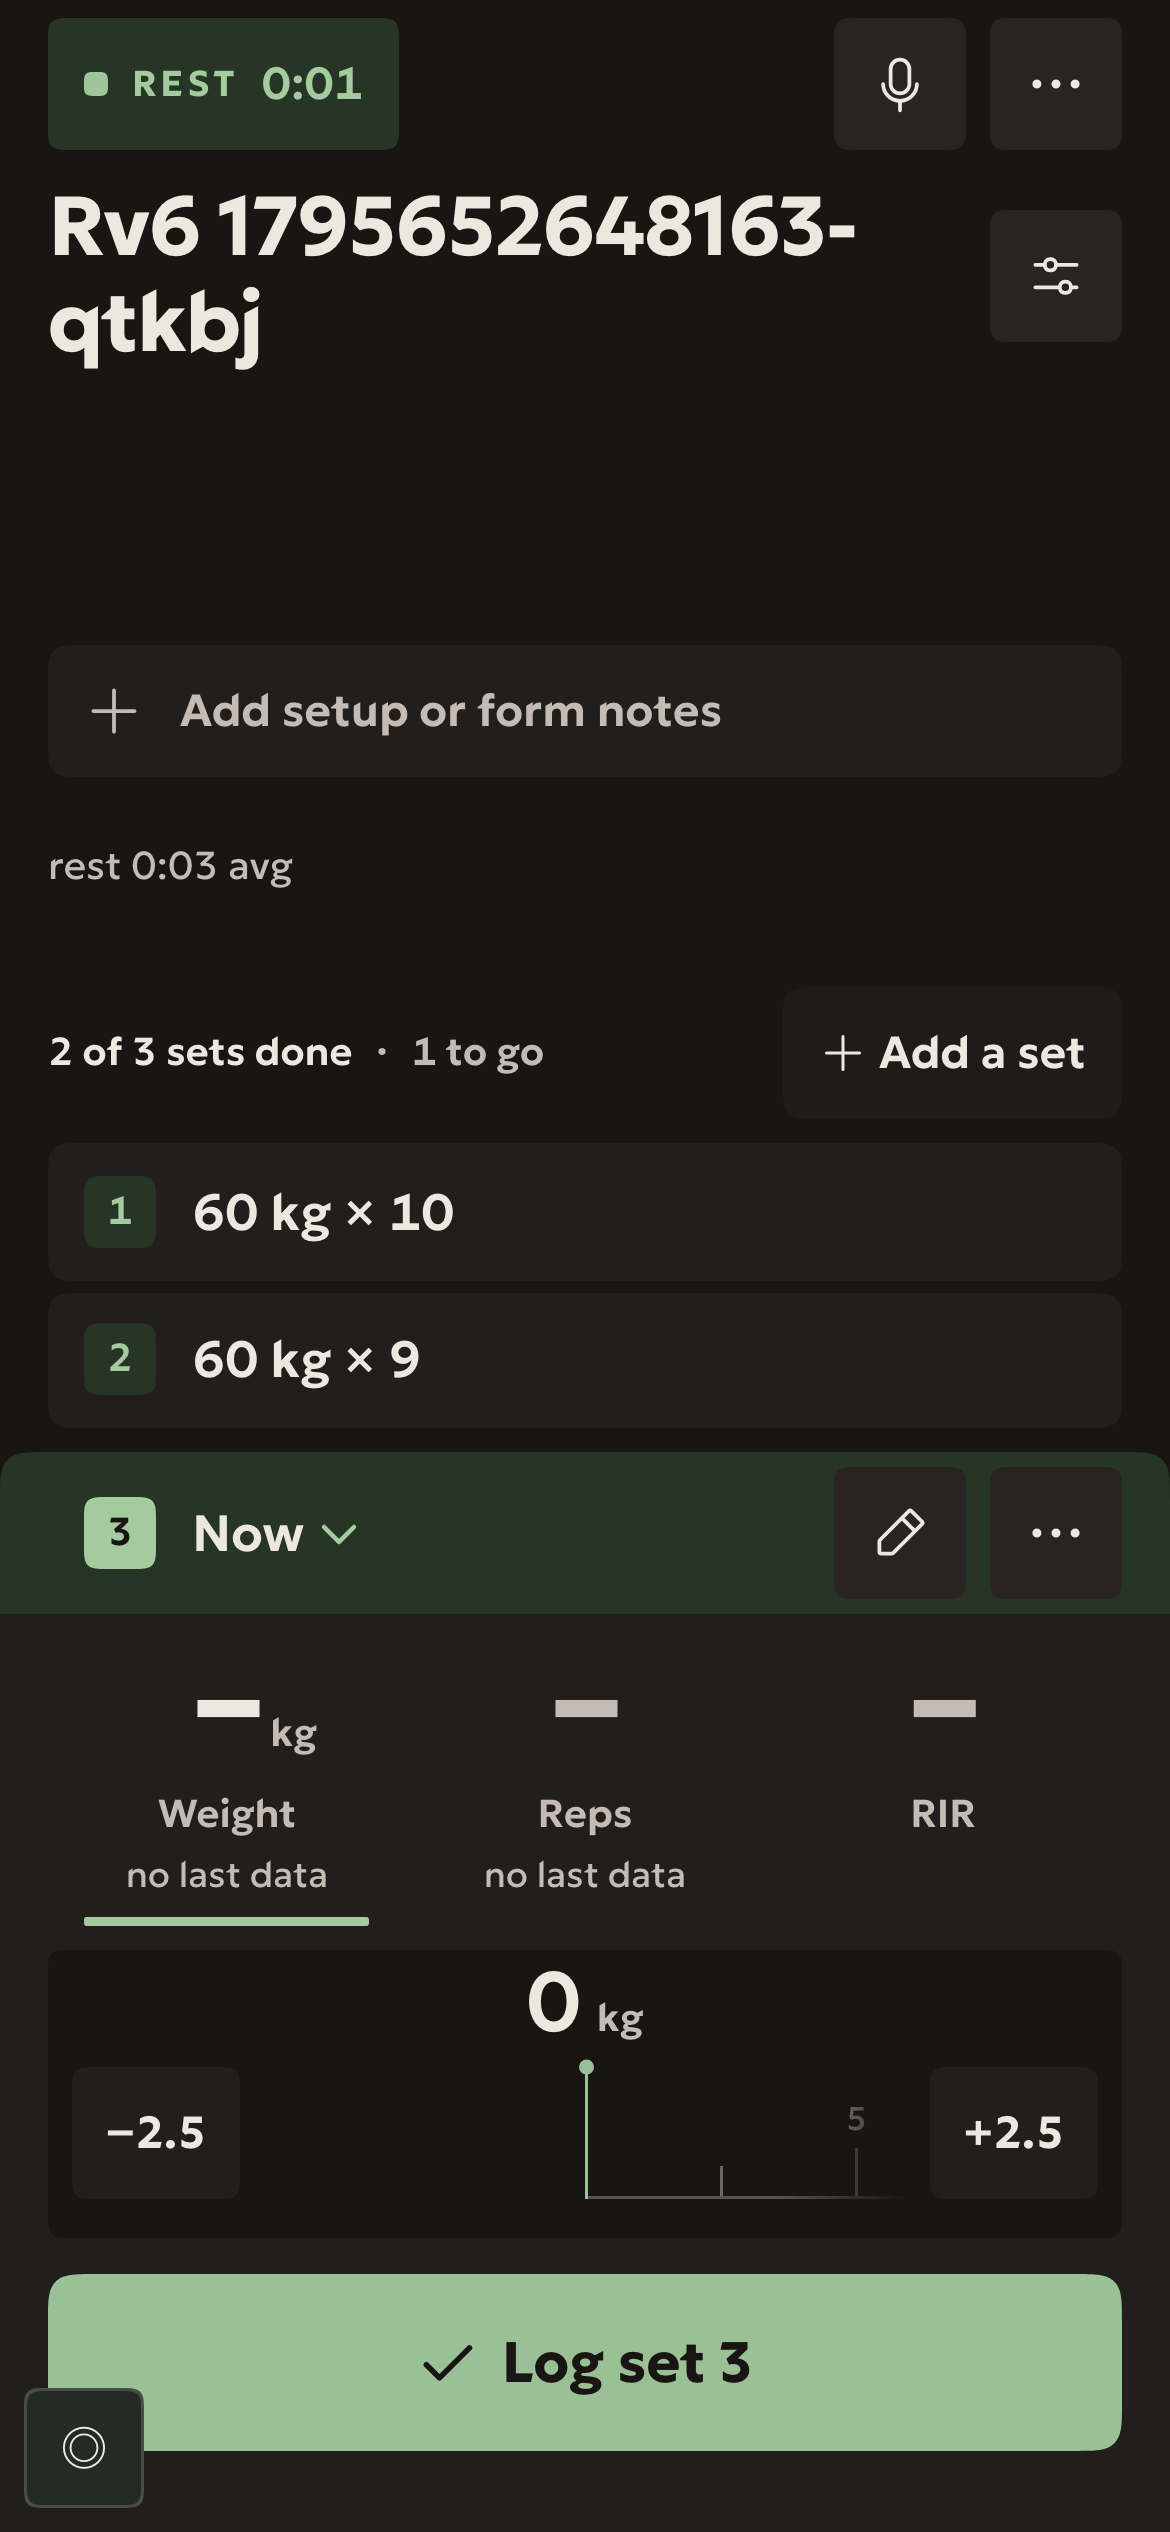 REST 0:01
Rv6 1795652648163-
qtkbj
Add setup or form notes
rest 0:03 avg
2 of 3 sets done · 1 to go
Add a set
1 60 kg × 10
2 60 kg × 9
3 Now
– kg – –
Weight Reps RIR
no last data no last data
0 kg
5
−2.5 +2.5
Log set 3